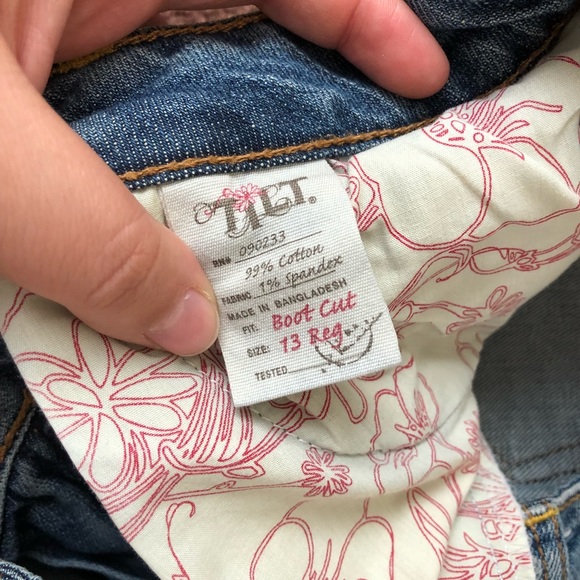 TILT.
RN# 090233
99% Cotton
FABRIC 1% Spandex
MADE IN BANGLADESH
FIT: Boot Cut
SIZE: 13 Reg.
TESTED